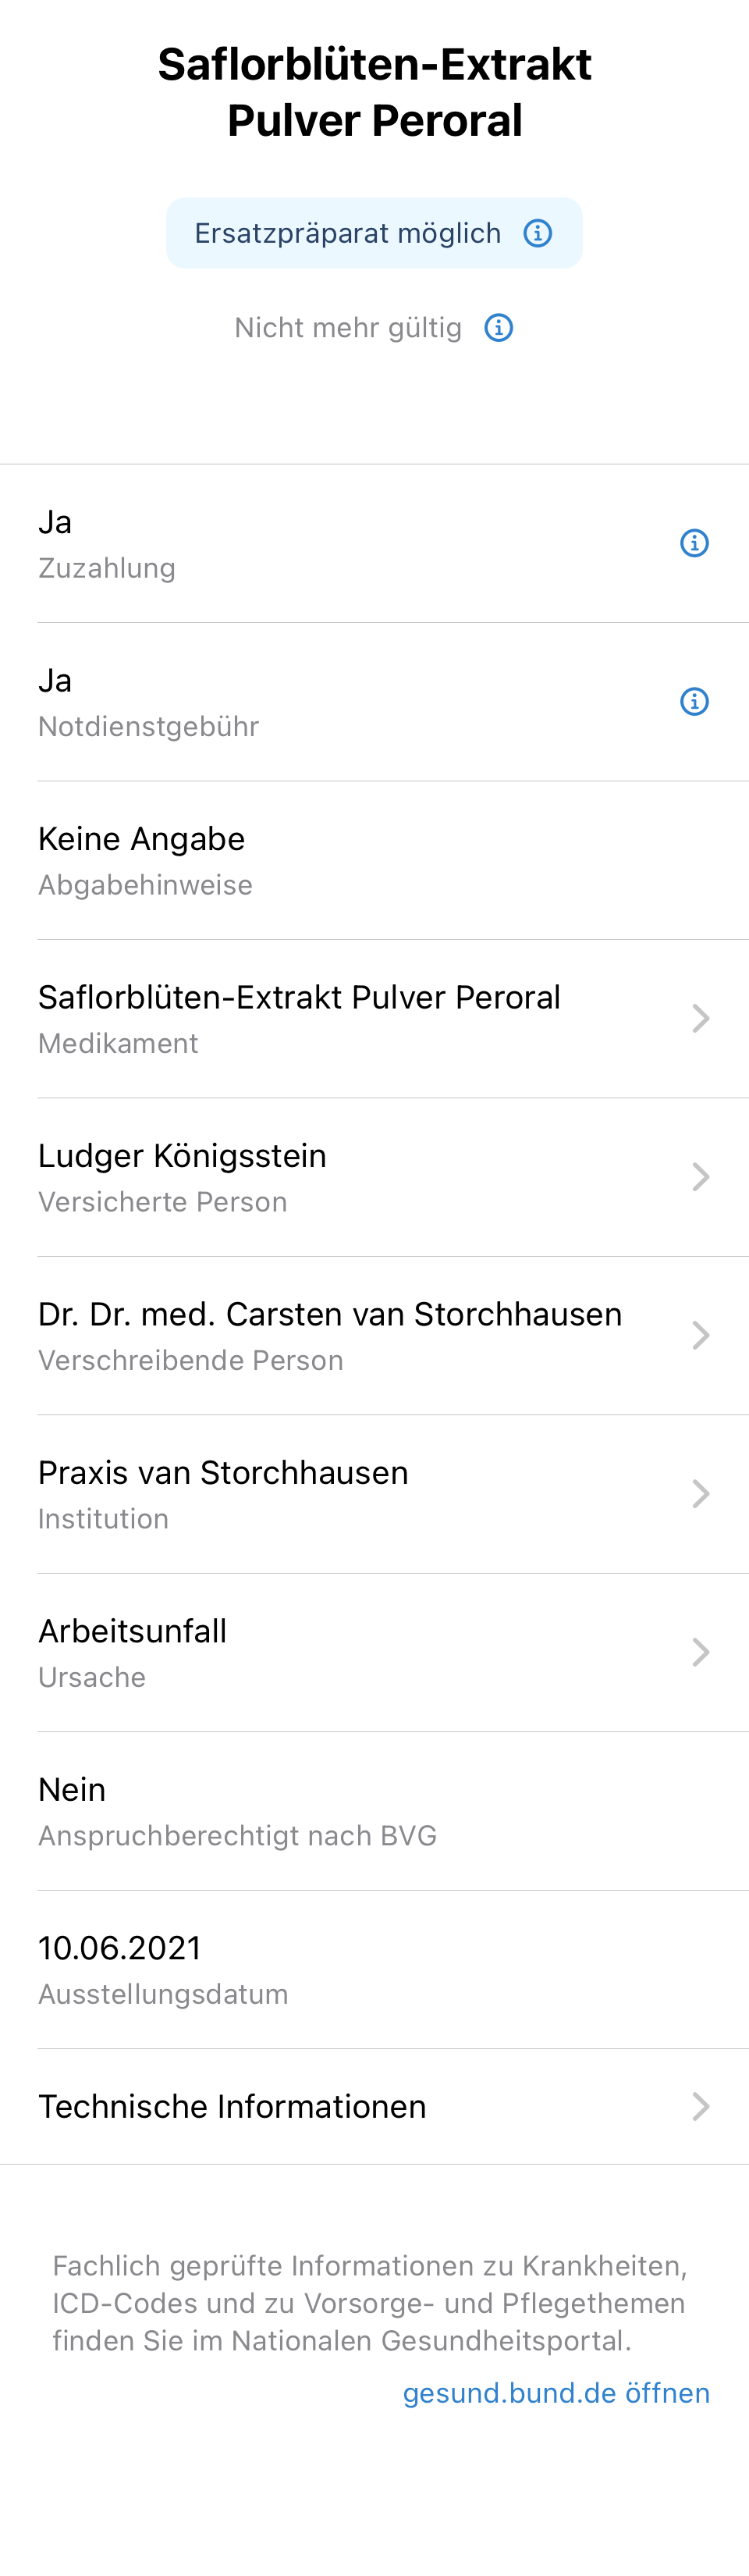 Saflorblüten-Extrakt
Pulver Peroral
Ersatzpräparat möglich
Nicht mehr gültig
Ja
Zuzahlung
Ja
Notdienstgebühr
Keine Angabe
Abgabehinweise
Saflorblüten-Extrakt Pulver Peroral
Medikament
Ludger Königsstein
Versicherte Person
Dr. Dr. med. Carsten van Storchhausen
Verschreibende Person
Praxis van Storchhausen
Institution
Arbeitsunfall
Ursache
Nein
Anspruchberechtigt nach BVG
10.06.2021
Ausstellungsdatum
Technische Informationen
Fachlich geprüfte Informationen zu Krankheiten,
ICD-Codes und zu Vorsorge- und Pflegethemen
finden Sie im Nationalen Gesundheitsportal.
gesund.bund.de öffnen